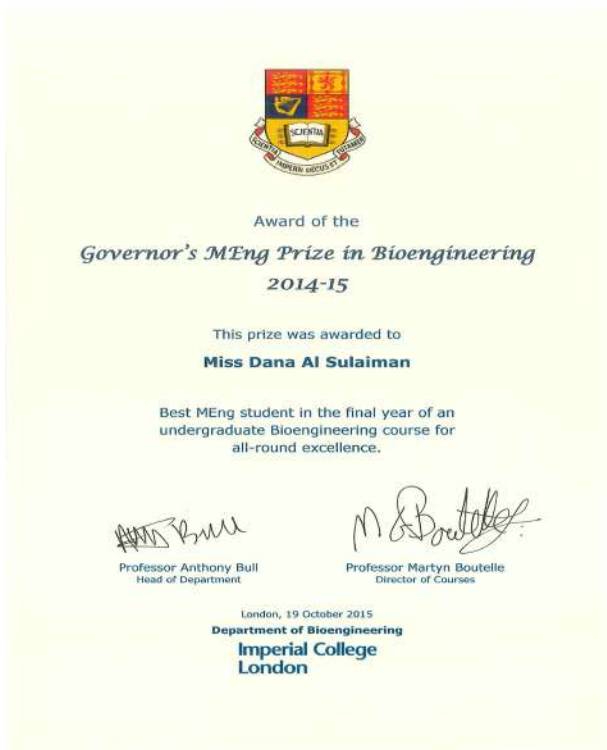 SCIENTIA
SCIENTIA IMPERII DECUS ET TUTAMEN
Award of the
Governor's MEng Prize in Bioengineering
2014-15
This prize was awarded to
Miss Dana Al Sulaiman
Best MEng student in the final year of an
undergraduate Bioengineering course for
all-round excellence.
Bull M G Boutelle
Professor Anthony Bull Professor Martyn Boutelle
Head of Department Director of Courses
London, 19 October 2015
Department of Bioengineering
Imperial College
London